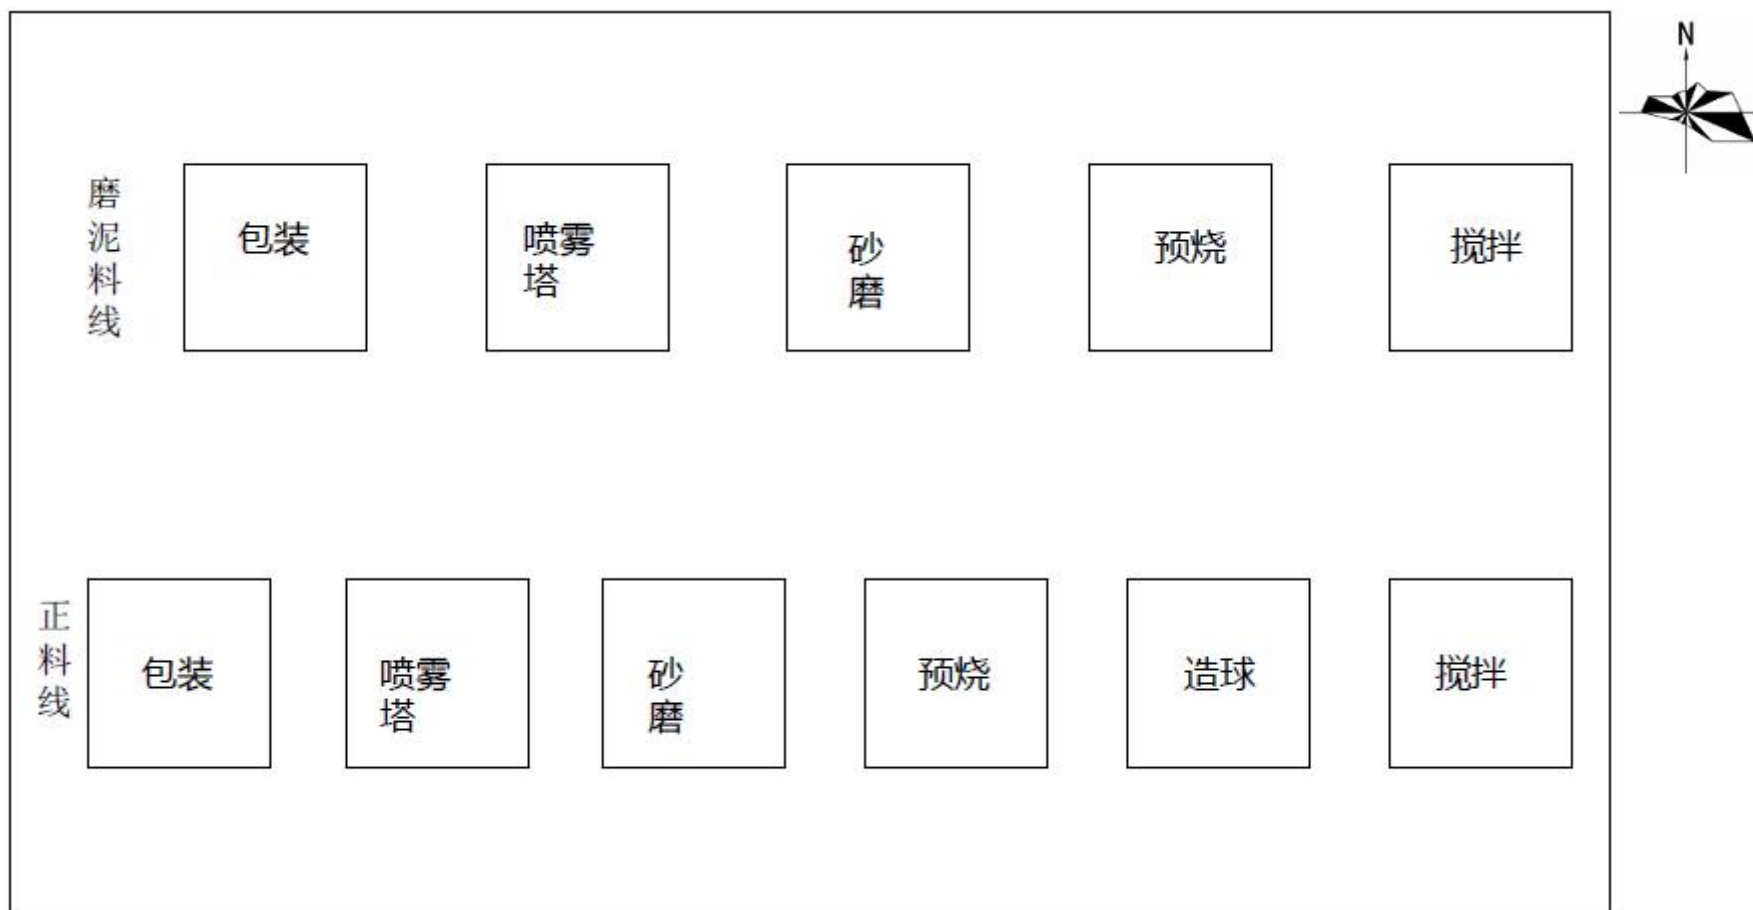 N
磨泥料线
包装
喷雾
塔
砂
磨
预烧
搅拌
正料线
包装
喷雾
塔
砂
磨
预烧
造球
搅拌